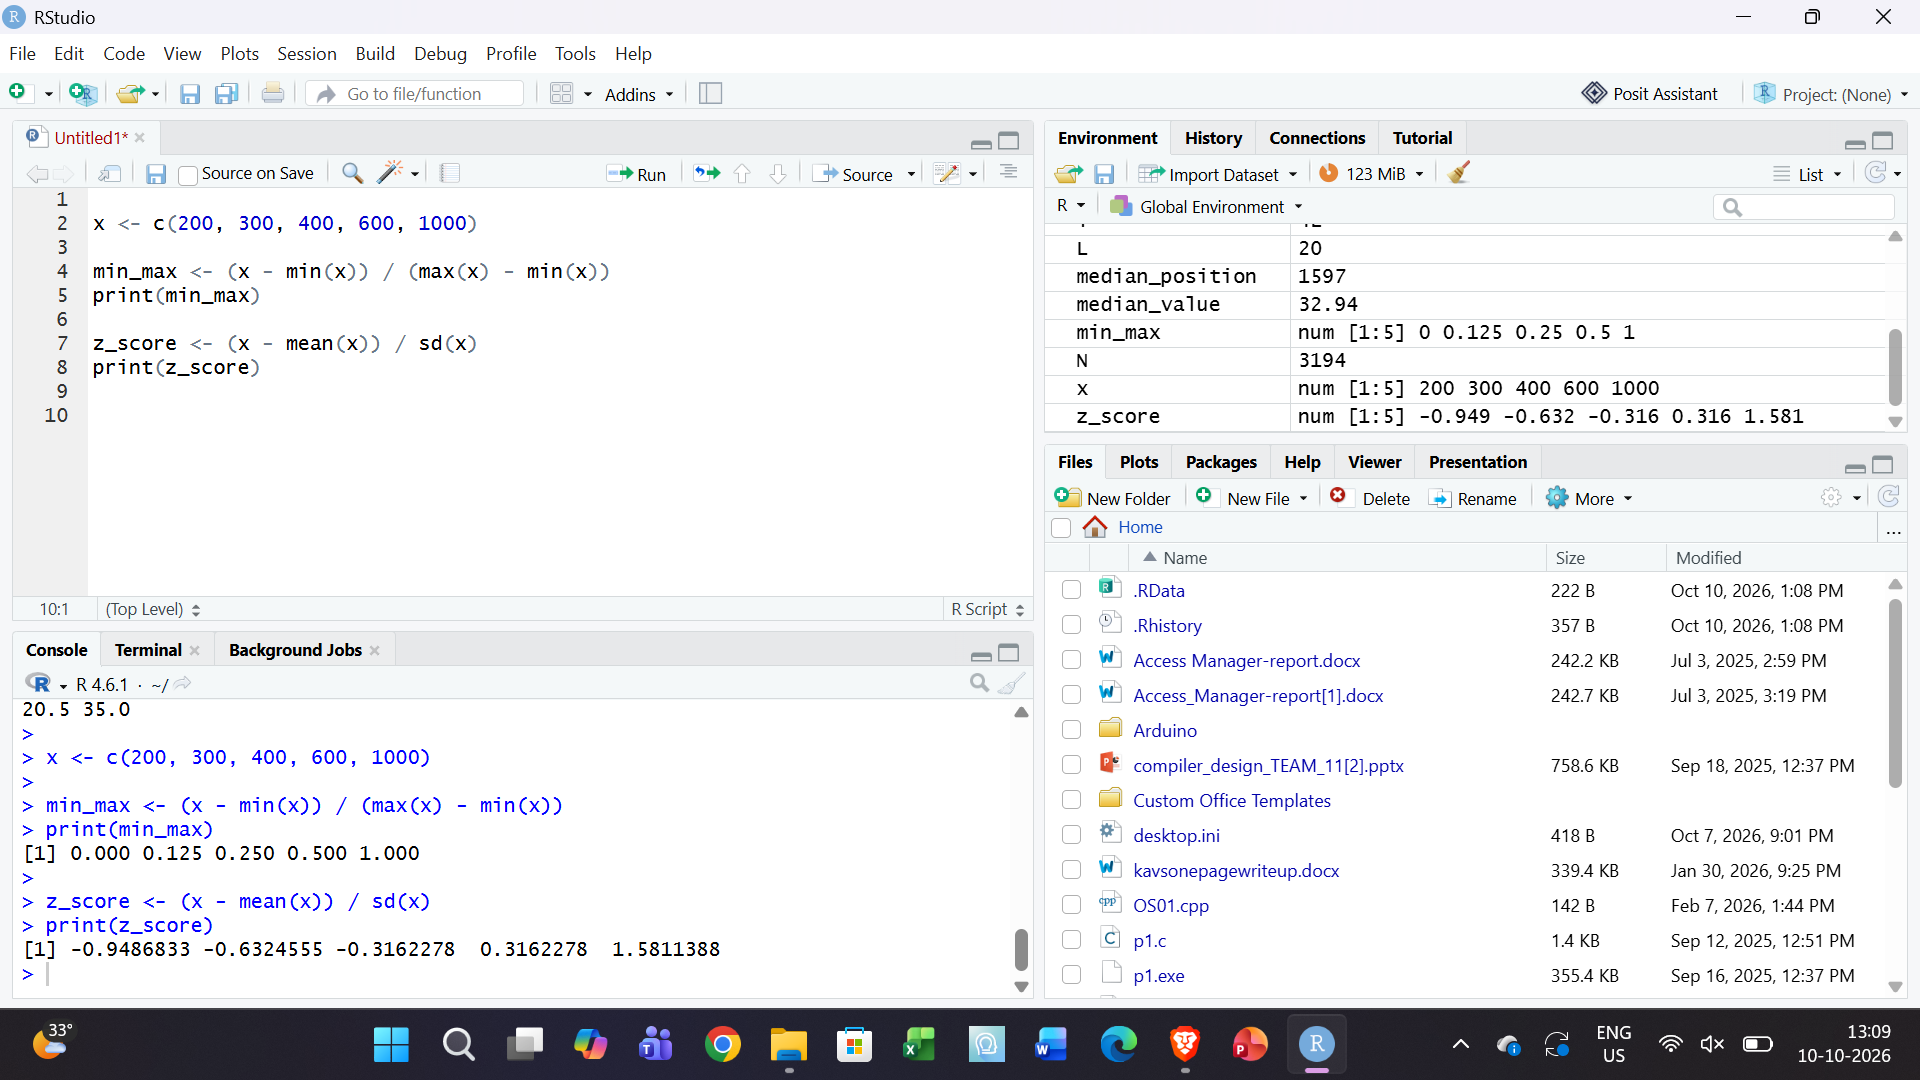 RStudio
File Edit Code View Plots Session Build Debug Profile Tools Help
Go to file/function Addins Posit Assistant Project: (None)
Untitled1*
Source on Save Run Source
1
2 x <- c(200, 300, 400, 600, 1000)
3
4 min_max <- (x - min(x)) / (max(x) - min(x))
5 print(min_max)
6
7 z_score <- (x - mean(x)) / sd(x)
8 print(z_score)
9
10
10:1 (Top Level) R Script
Console Terminal Background Jobs
R 4.6.1 · ~/
20.5 35.0
>
> x <- c(200, 300, 400, 600, 1000)
>
> min_max <- (x - min(x)) / (max(x) - min(x))
> print(min_max)
[1] 0.000 0.125 0.250 0.500 1.000
>
> z_score <- (x - mean(x)) / sd(x)
> print(z_score)
[1] -0.9486833 -0.6324555 -0.3162278  0.3162278  1.5811388
>
Environment History Connections Tutorial
Import Dataset 123 MiB List
R Global Environment
L 20
median_position 1597
median_value 32.94
min_max num [1:5] 0 0.125 0.25 0.5 1
N 3194
x num [1:5] 200 300 400 600 1000
z_score num [1:5] -0.949 -0.632 -0.316 0.316 1.581
Files Plots Packages Help Viewer Presentation
New Folder New File Delete Rename More
Home ...
Name Size Modified
.RData 222 B Oct 10, 2026, 1:08 PM
.Rhistory 357 B Oct 10, 2026, 1:08 PM
Access Manager-report.docx 242.2 KB Jul 3, 2025, 2:59 PM
Access_Manager-report[1].docx 242.7 KB Jul 3, 2025, 3:19 PM
Arduino
compiler_design_TEAM_11[2].pptx 758.6 KB Sep 18, 2025, 12:37 PM
Custom Office Templates
desktop.ini 418 B Oct 7, 2026, 9:01 PM
kavsonepagewriteup.docx 339.4 KB Jan 30, 2026, 9:25 PM
OS01.cpp 142 B Feb 7, 2026, 1:44 PM
p1.c 1.4 KB Sep 12, 2025, 12:51 PM
p1.exe 355.4 KB Sep 16, 2025, 12:37 PM
33°
ENG
US
13:09
10-10-2026